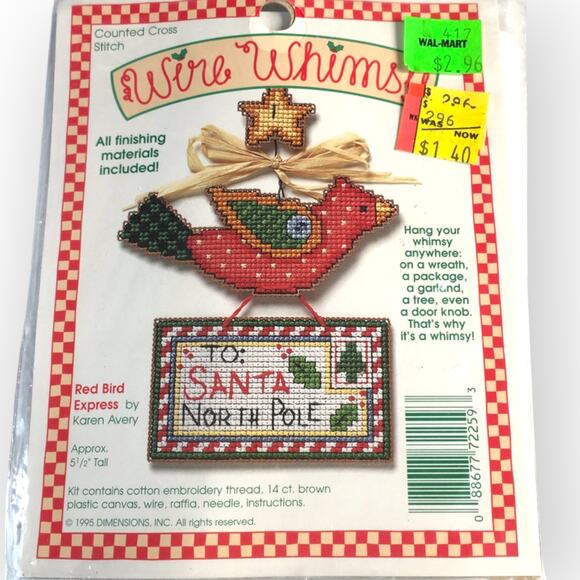 Counted Cross
Stitch
Wire Whimsy
417
WAL-MART
$2.96
296
WAS
NOW
$1.40
All finishing
materials
included!
Hang your
whimsy
anywhere:
on a wreath,
a package,
a garland,
a tree, even
a door knob.
That's why
it's a whimsy!
TO:
SANTA
NORTH POLE
Red Bird
Express by
Karen Avery
Approx.
5 1/2" Tall
Kit contains cotton embroidery thread, 14 ct. brown
plastic canvas, wire, raffia, needle, instructions.
© 1995 DIMENSIONS, INC. All rights reserved.
0 88677 72259 3